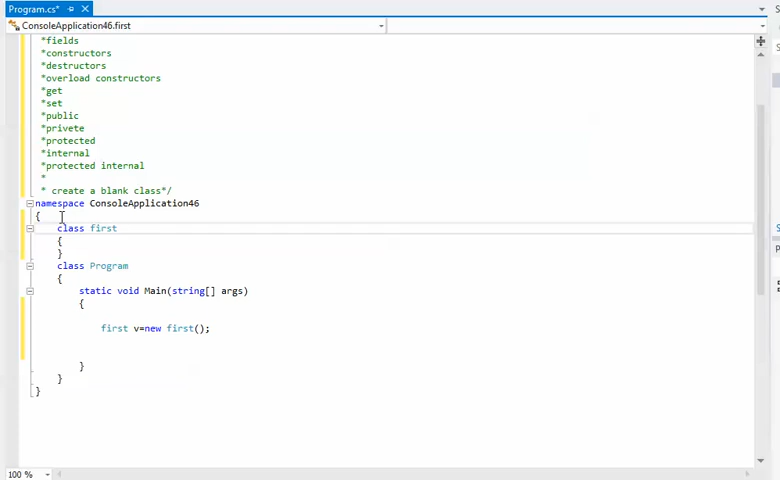 Program.cs*
ConsoleApplication46.first
*fields
*constructors
*destructors
*overload constructors
*get
*set
*public
*privete
*protected
*internal
*protected internal
*
* create a blank class*/
namespace ConsoleApplication46
{
class first
{
}
class Program
{
static void Main(string[] args)
{
first v=new first();
}
}
}
100 %